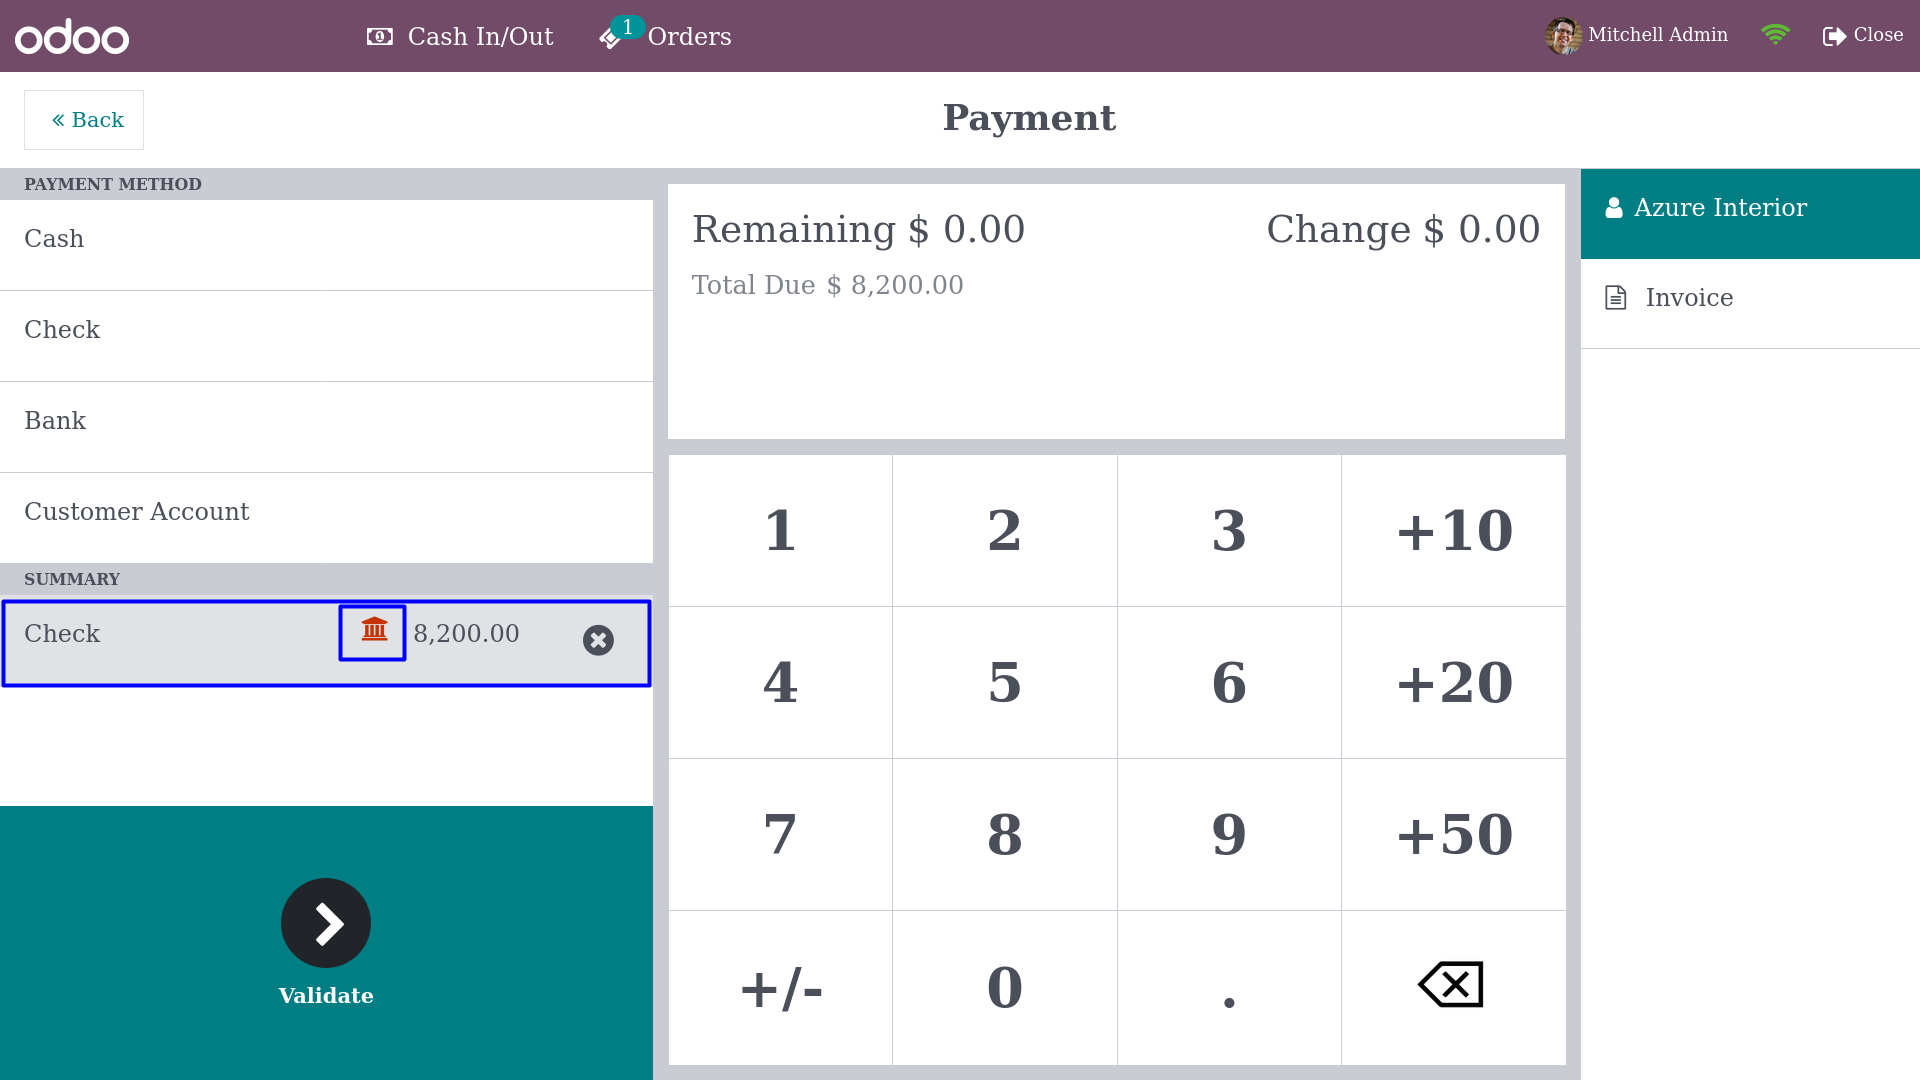 odoo
Cash In/Out
1
Orders
Mitchell Admin
Close
« Back
Payment
PAYMENT METHOD
Cash
Check
Bank
Customer Account
SUMMARY
Check 8,200.00
Validate
Remaining $ 0.00 Change $ 0.00
Total Due $ 8,200.00
1 2 3 +10
4 5 6 +20
7 8 9 +50
+/- 0 .
Azure Interior
Invoice